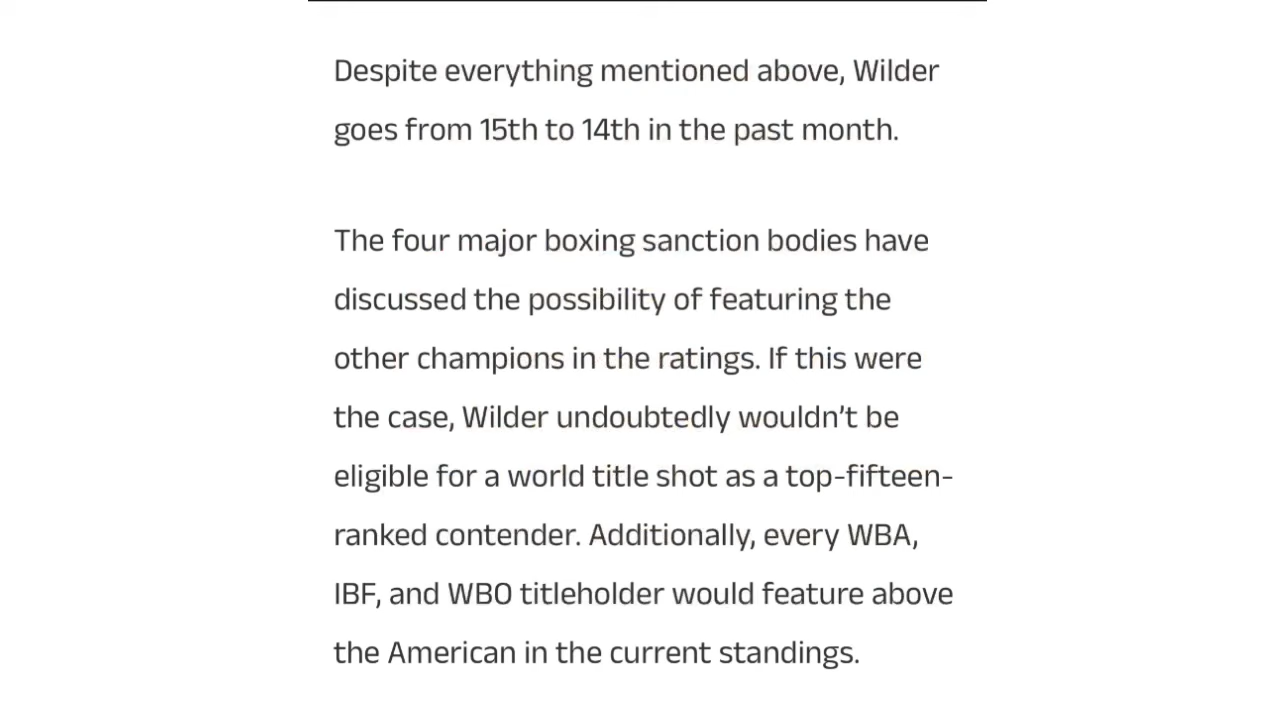 Despite everything mentioned above, Wilder
goes from 15th to 14th in the past month.
The four major boxing sanction bodies have
discussed the possibility of featuring the
other champions in the ratings. If this were
the case, Wilder undoubtedly wouldn’t be
eligible for a world title shot as a top-fifteen-
ranked contender. Additionally, every WBA,
IBF, and WBO titleholder would feature above
the American in the current standings.